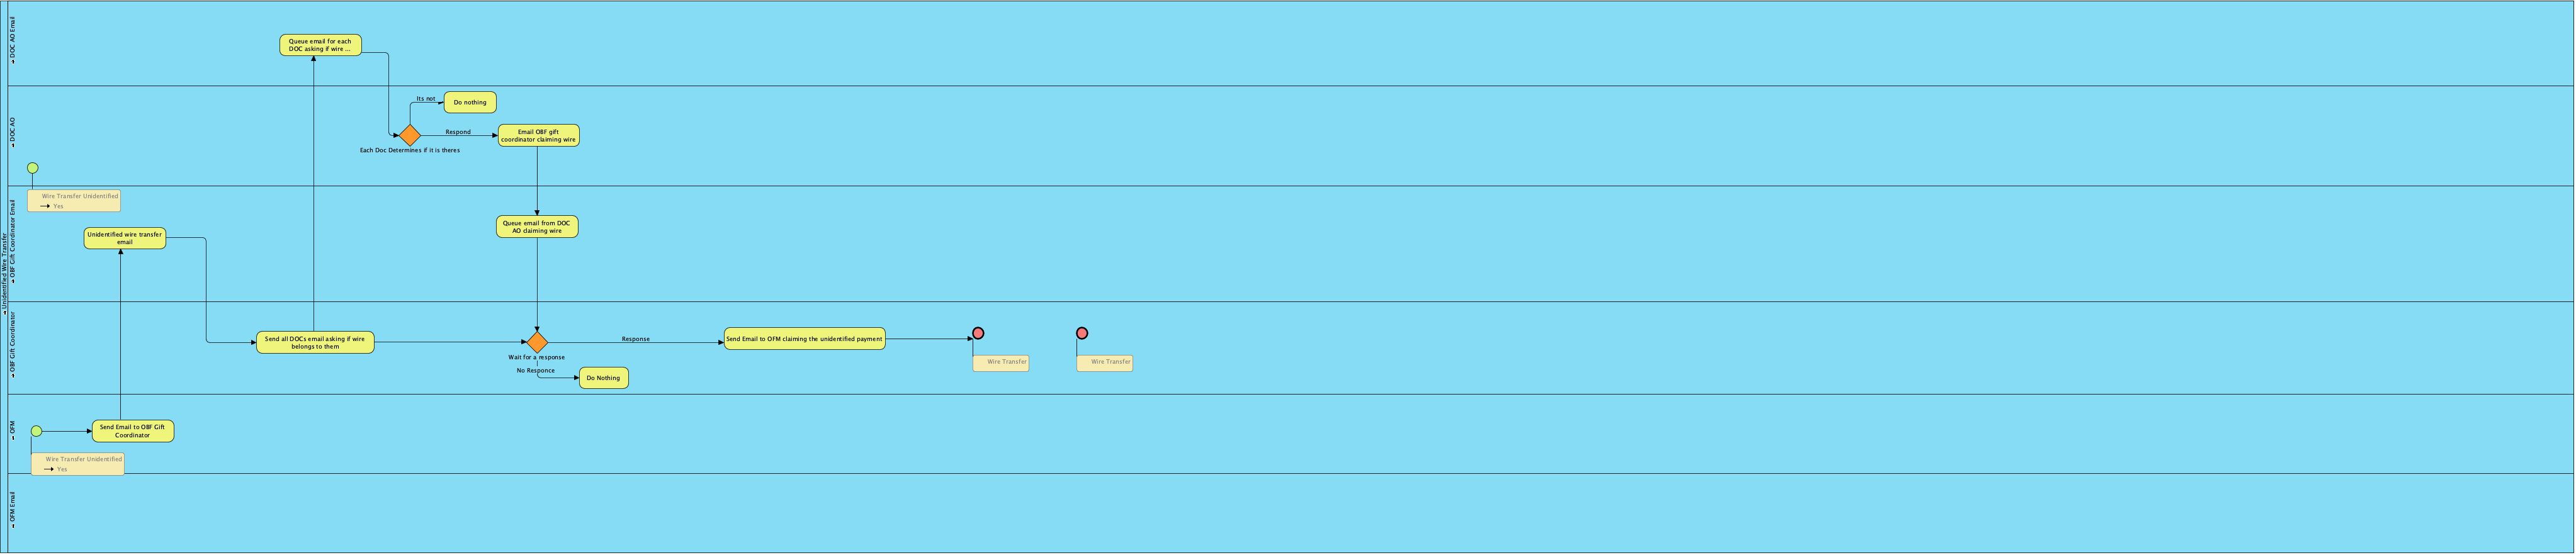 Unidentified Wire Transfer
DOC AO Email
Queue email for each
DOC asking if wire ...
DOC AO
Its not
Do nothing
Respond
Email OBF gift
coordinator claiming wire
Each Doc Determines if it is theres
Wire Transfer Unidentified
Yes
OBF Gift Coordinator Email
Unidentified wire transfer
email
Queue email from DOC
AO claiming wire
OBF Gift Coordinator
Send all DOCs email asking if wire
belongs to them
Wait for a response
Response
No Responce
Do Nothing
Send Email to OFM claiming the unidentified payment
Wire Transfer
Wire Transfer
OFM
Send Email to OBF Gift
Coordinator
Wire Transfer Unidentified
Yes
OFM Email